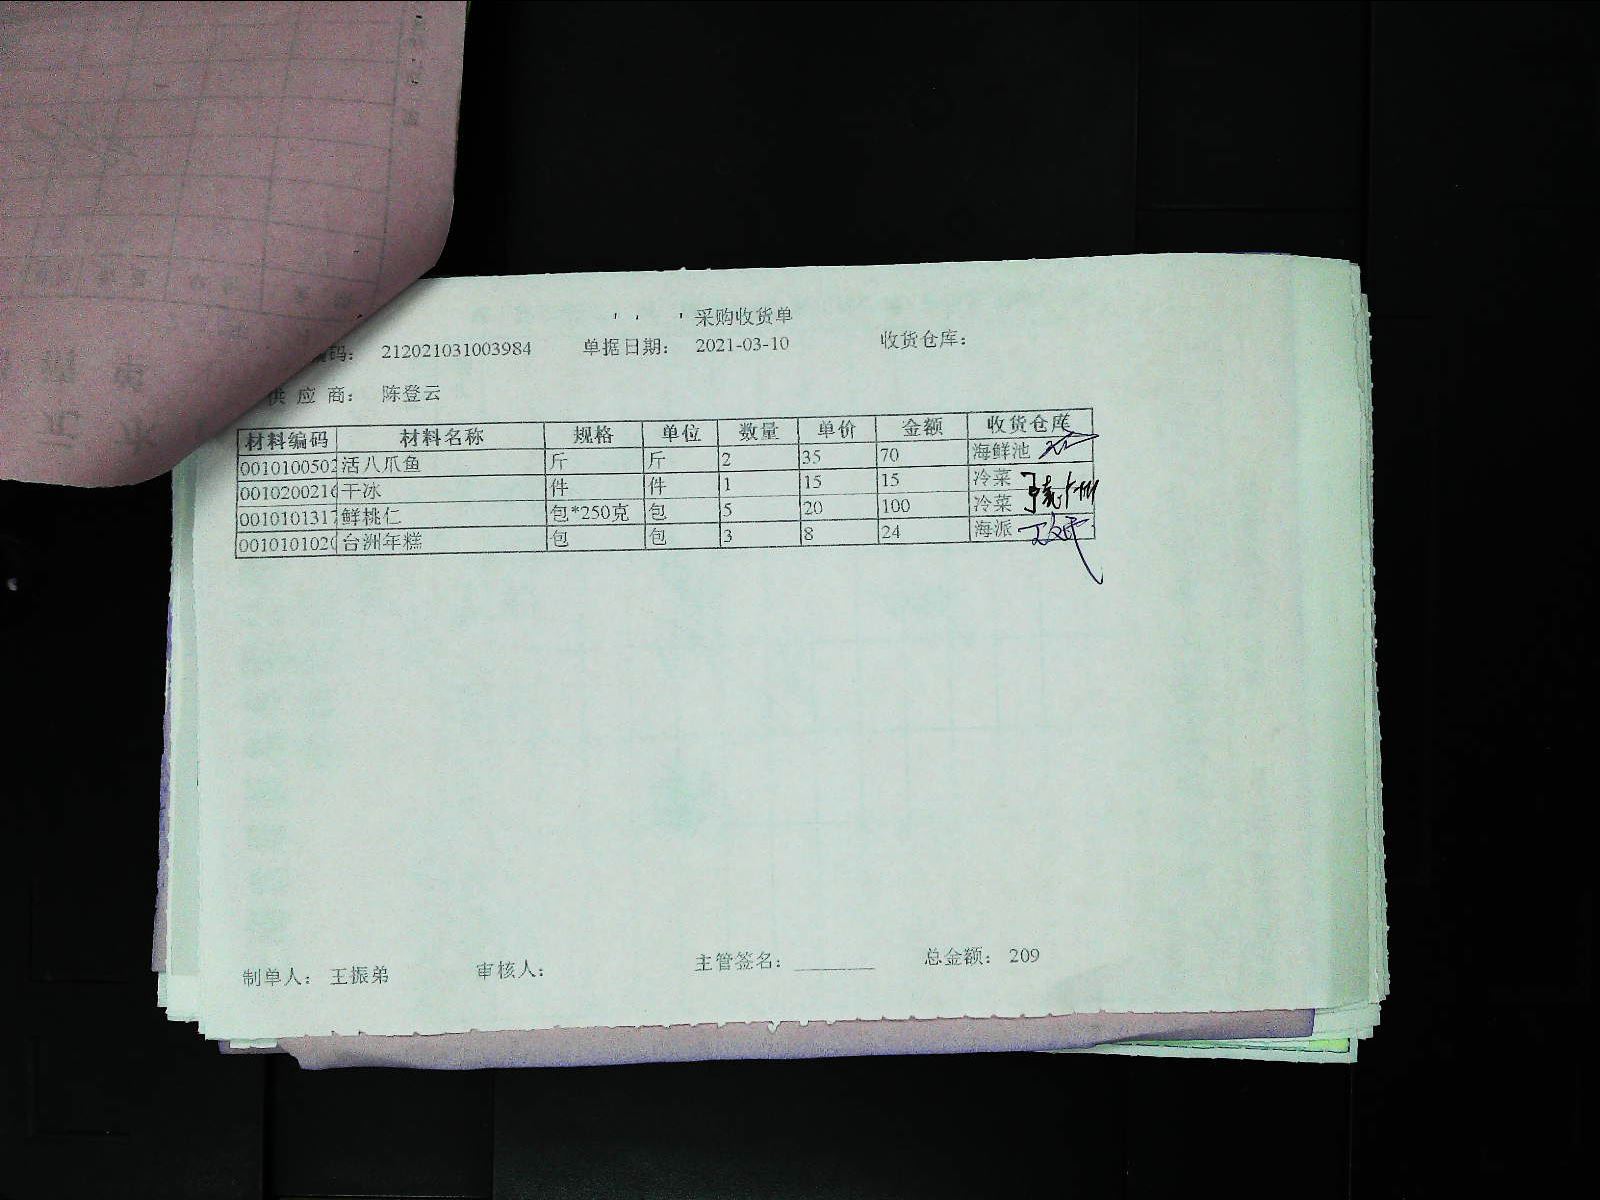 采购收货单
码： 212021031003984 单据日期： 2021-03-10 收货仓库：
供 应 商： 陈登云
材料编码 材料名称 规格 单位 数量 单价 金额 收货仓库
0010100502 活八爪鱼 斤 斤 2 35 70 海鲜池
001020021 干冰 件 件 1 15 15 冷菜
001010131 鲜桃仁 包*250克 包 5 20 100 冷菜
001010102 台洲年糕 包 包 3 8 24 海派
制单人： 王振弟 审核人： 主管签名： 总金额： 209